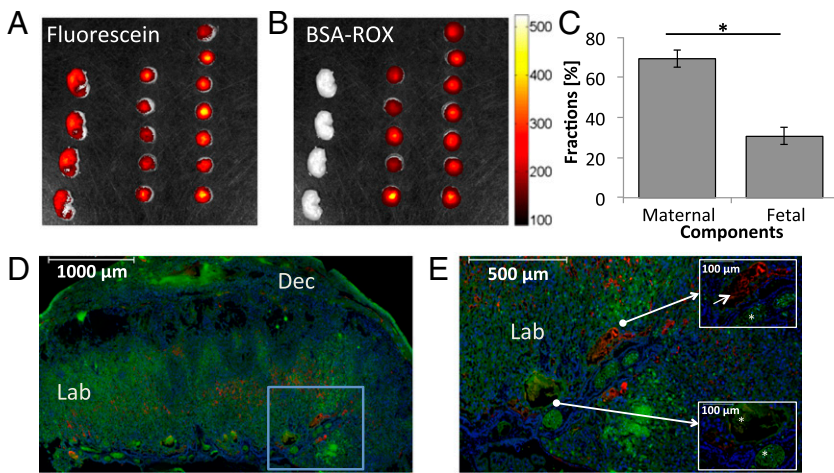 A
Fluorescein
B
BSA-ROX
500
400
300
200
100
C
*
80
60
40
20
0
Fractions [%]
Maternal
Fetal
Components
D
1000 µm
Dec
Lab
E
500 µm
Lab
100 µm
*
100 µm
*
*